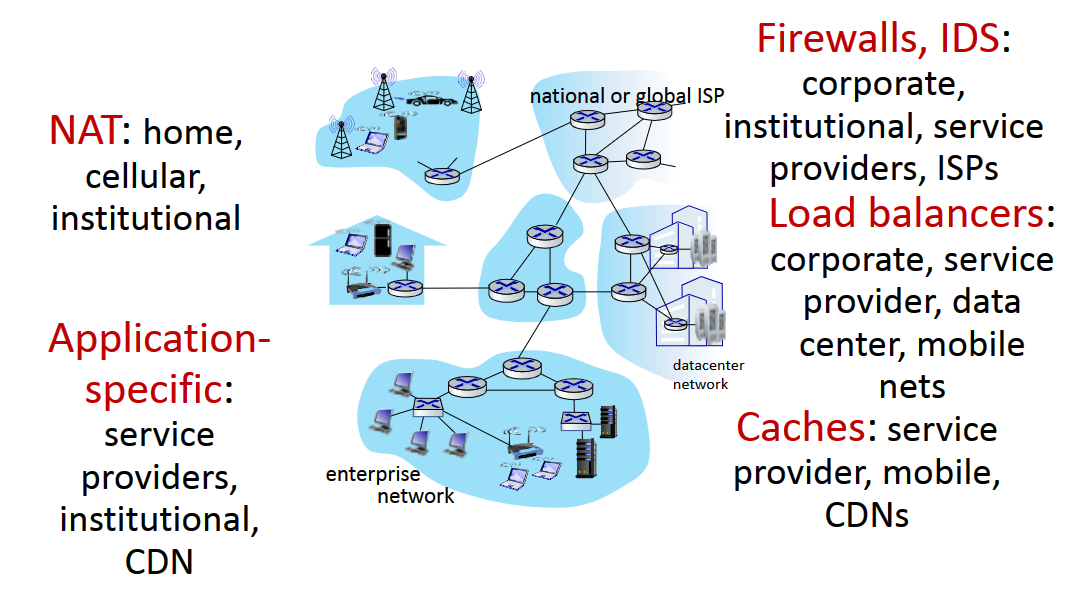 NAT: home,
cellular,
institutional
Application-
specific:
service
providers,
institutional,
CDN
national or global ISP
datacenter
network
enterprise
network
Firewalls, IDS:
corporate,
institutional, service
providers, ISPs
Load balancers:
corporate, service
provider, data
center, mobile
nets
Caches: service
provider, mobile,
CDNs